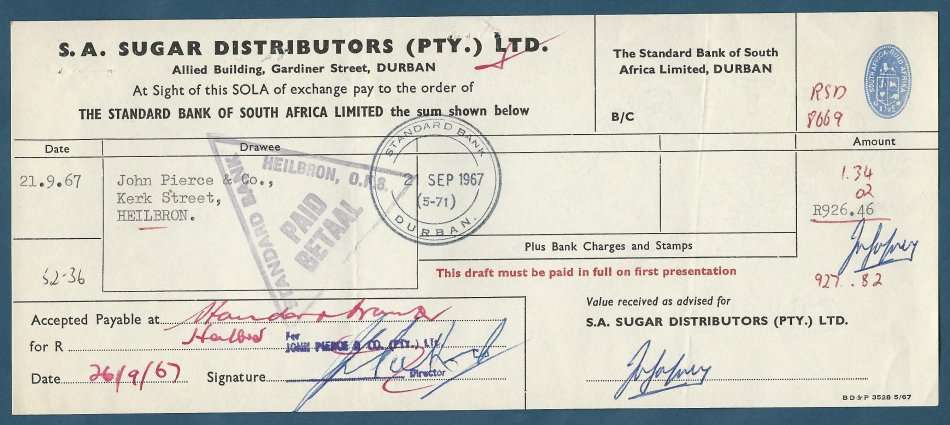 S.A. SUGAR DISTRIBUTORS (PTY.) LTD.
Allied Building, Gardiner Street, DURBAN
At Sight of this SOLA of exchange pay to the order of
THE STANDARD BANK OF SOUTH AFRICA LIMITED the sum shown below
The Standard Bank of South
Africa Limited, DURBAN
B/C
RSD
8669
Date
Drawee
Amount
21.9.67
John Pierce & Co.,
Kerk Street,
HEILBRON.
STANDARD BANK
HEILBRON, O.F.S.
PAID
BETAAL
STANDARD BANK
21 SEP 1967
(5-71)
DURBAN.
1.34
02
R926.46
927.82
52-36
Plus Bank Charges and Stamps
This draft must be paid in full on first presentation
Accepted Payable at
for R
For
JOHN PIERCE & CO. (PTY.) LTD.
Date 26/9/67 Signature
Director
Value received as advised for
S.A. SUGAR DISTRIBUTORS (PTY.) LTD.
BD&P 3528 5/67